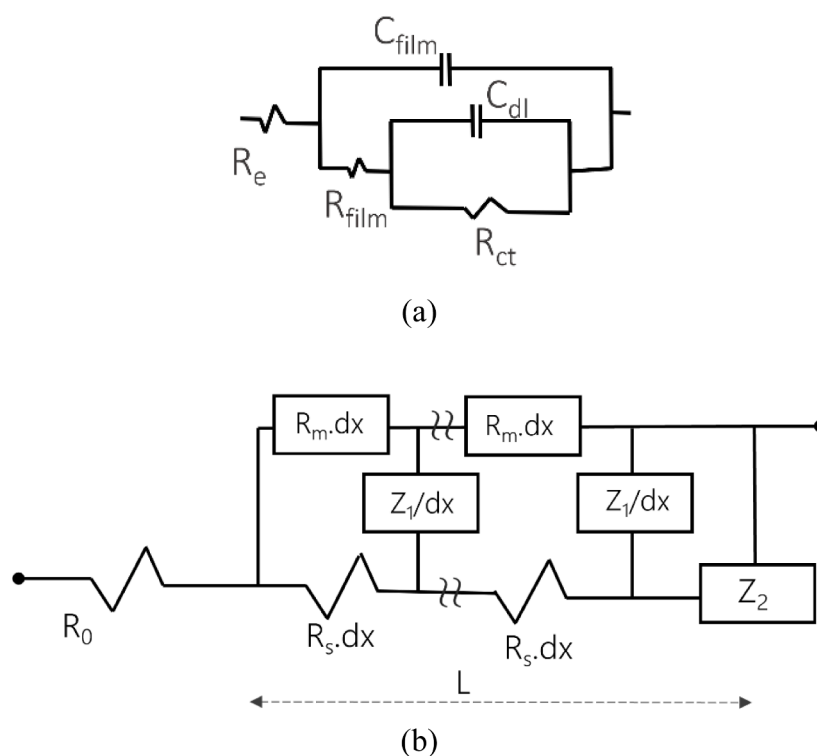 C_film
C_dl
R_e
R_film
R_ct
(a)
R_m.dx
R_m.dx
Z_1/dx
Z_1/dx
Z_2
R_0
R_s.dx
R_s.dx
L
(b)